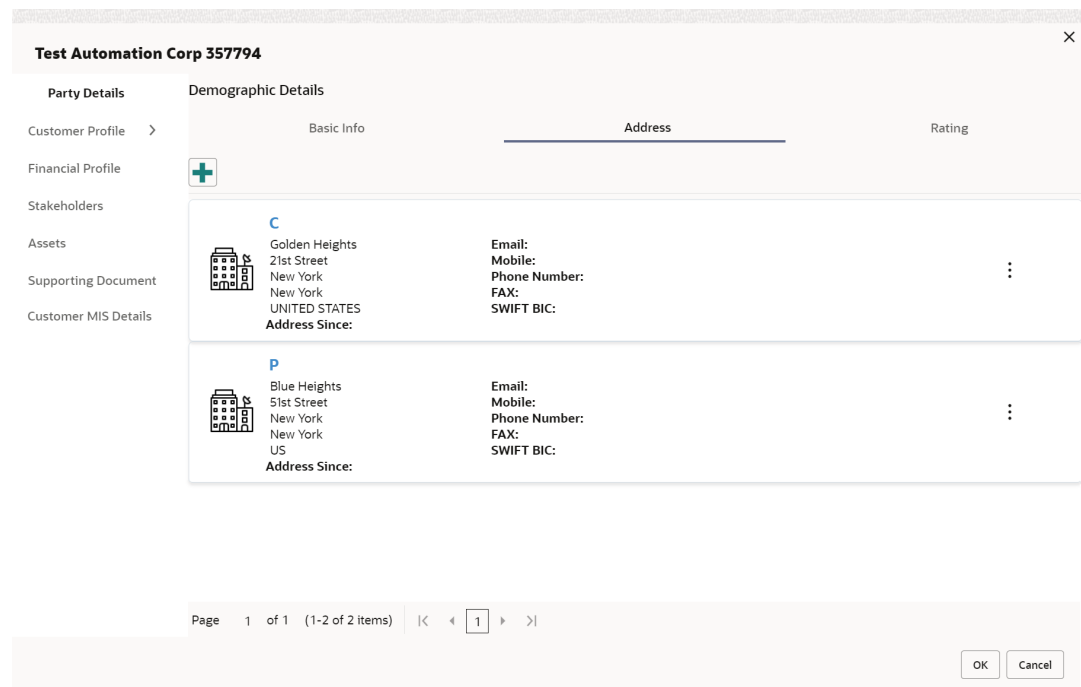 Test Automation Corp 357794
Party Details
Customer Profile
Financial Profile
Stakeholders
Assets
Supporting Document
Customer MIS Details
Demographic Details
Basic Info
Address
Rating
C
Golden Heights
21st Street
New York
New York
UNITED STATES
Address Since:
Email:
Mobile:
Phone Number:
FAX:
SWIFT BIC:
P
Blue Heights
51st Street
New York
New York
US
Address Since:
Email:
Mobile:
Phone Number:
FAX:
SWIFT BIC:
Page 1 of 1 (1-2 of 2 items) 1
OK Cancel